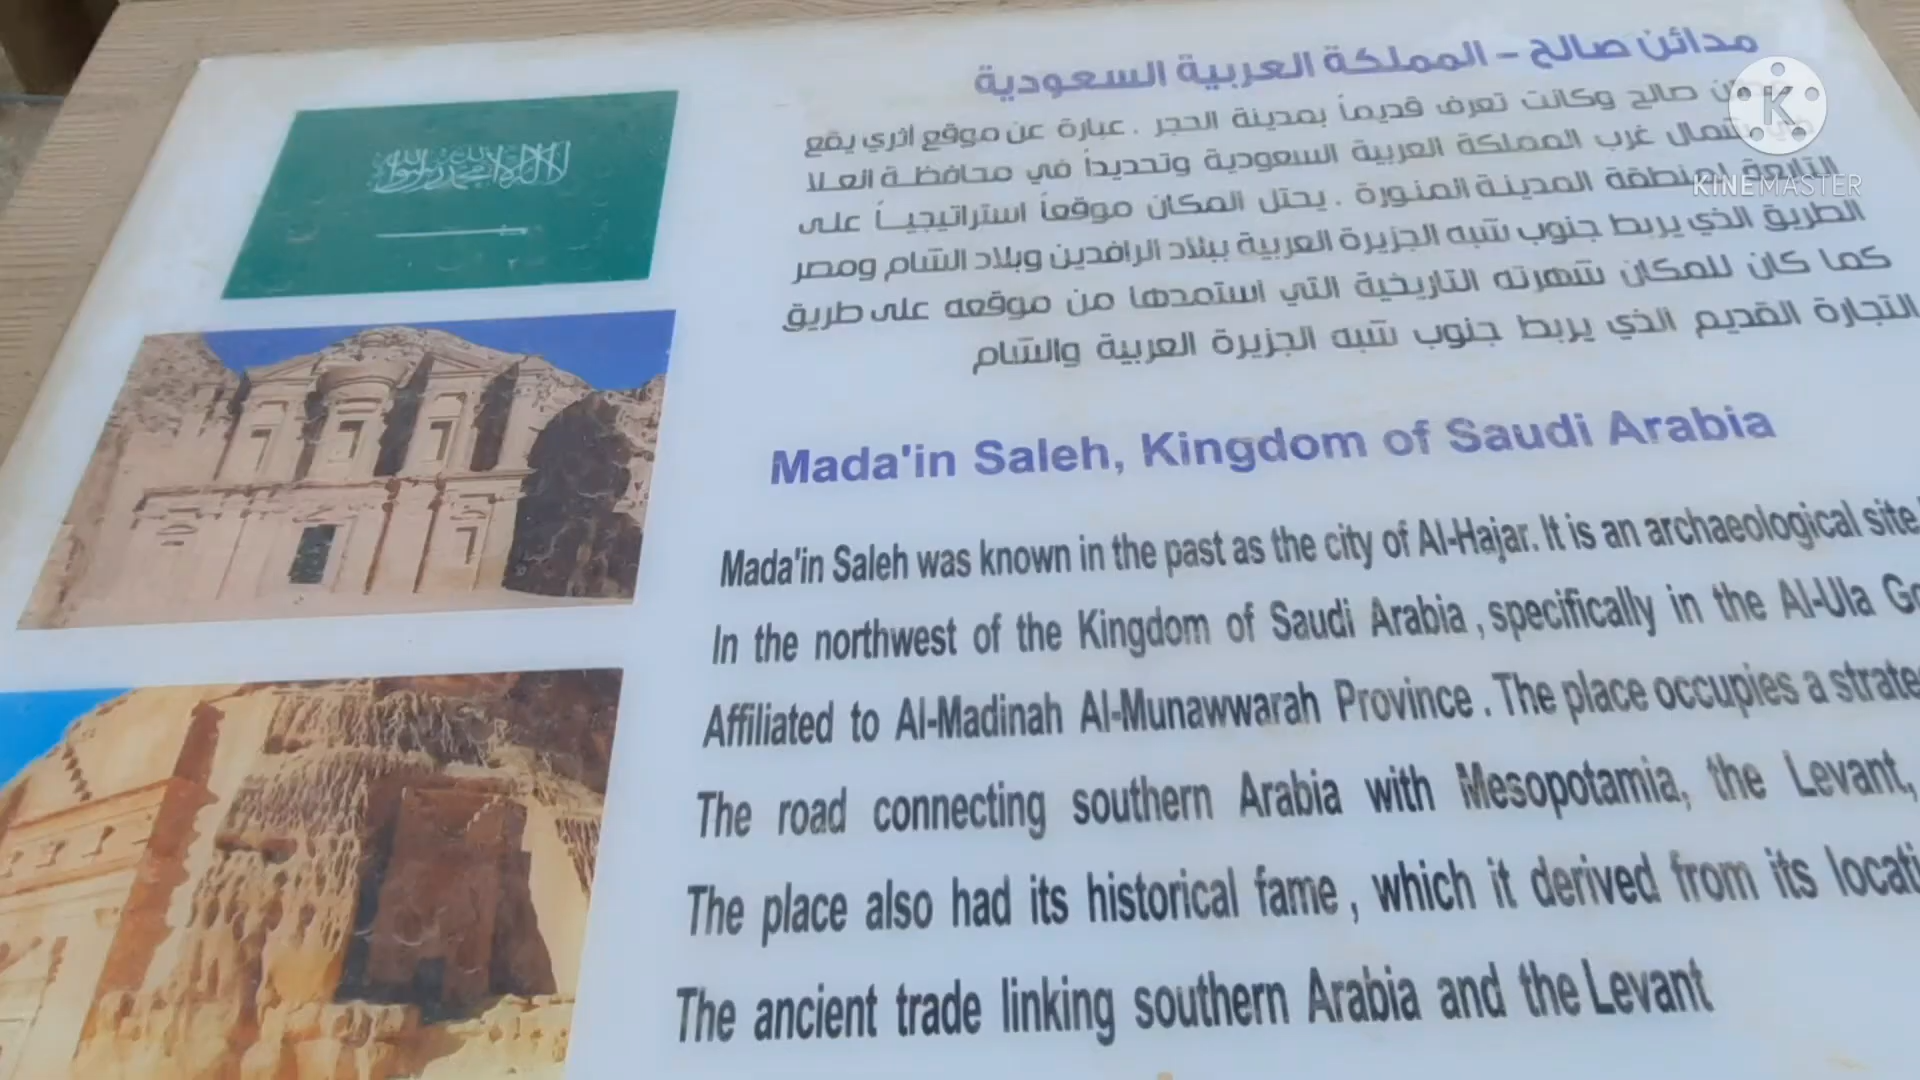 مدائن صالح - المملكة العربية السعودية
صالح وكانت تعرف قديماً بمدينة الحجر . عبارة عن موقع أثري يقع
شمال غرب المملكة العربية السعودية وتحديداً في محافظة العلا
التابعة لمنطقة المدينة المنورة . يحتل المكان موقعاً استراتيجياً على
الطريق الذي يربط جنوب شبه الجزيرة العربية ببلاد الرافدين وبلاد الشام ومصر
كما كان للمكان شهرته التاريخية التي استمدها من موقعه على طريق
التجارة القديم الذي يربط جنوب شبه الجزيرة العربية والشام
KINEMASTER
Mada'in Saleh, Kingdom of Saudi Arabia
Mada'in Saleh was known in the past as the city of Al-Hajar. It is an archaeological site
In the northwest of the Kingdom of Saudi Arabia , specifically in the Al-Ula Go
Affiliated to Al-Madinah Al-Munawwarah Province . The place occupies a strate
The road connecting southern Arabia with Mesopotamia, the Levant,
The place also had its historical fame , which it derived from its locati
The ancient trade linking southern Arabia and the Levant